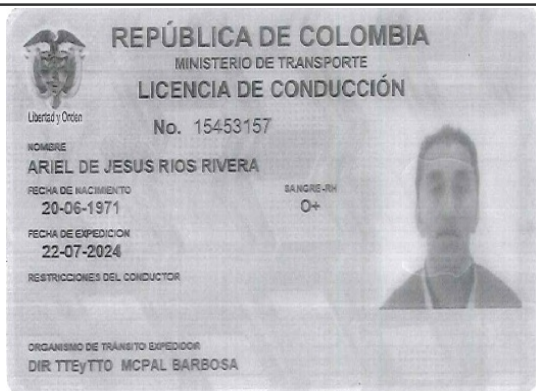 REPÚBLICA DE COLOMBIA
MINISTERIO DE TRANSPORTE
LICENCIA DE CONDUCCIÓN
Libertad y Orden
No. 15453157
NOMBRE
ARIEL DE JESUS RIOS RIVERA
FECHA DE NACIMIENTO SANGRE-RH
20-06-1971 O+
FECHA DE EXPEDICION
22-07-2024
RESTRICCIONES DEL CONDUCTOR
ORGANISMO DE TRÁNSITO EXPEDIDOR
DIR TTEyTTO MCPAL BARBOSA